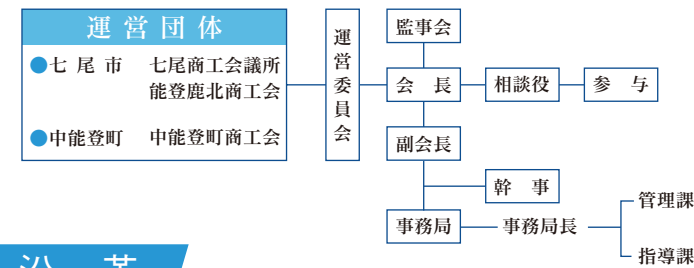 運営団体
●七尾市 七尾商工会議所
能登鹿北商工会
●中能登町 中能登町商工会
運営委員会
監事会
会長
相談役
参与
副会長
幹事
事務局
事務局長
管理課
指導課
沿革